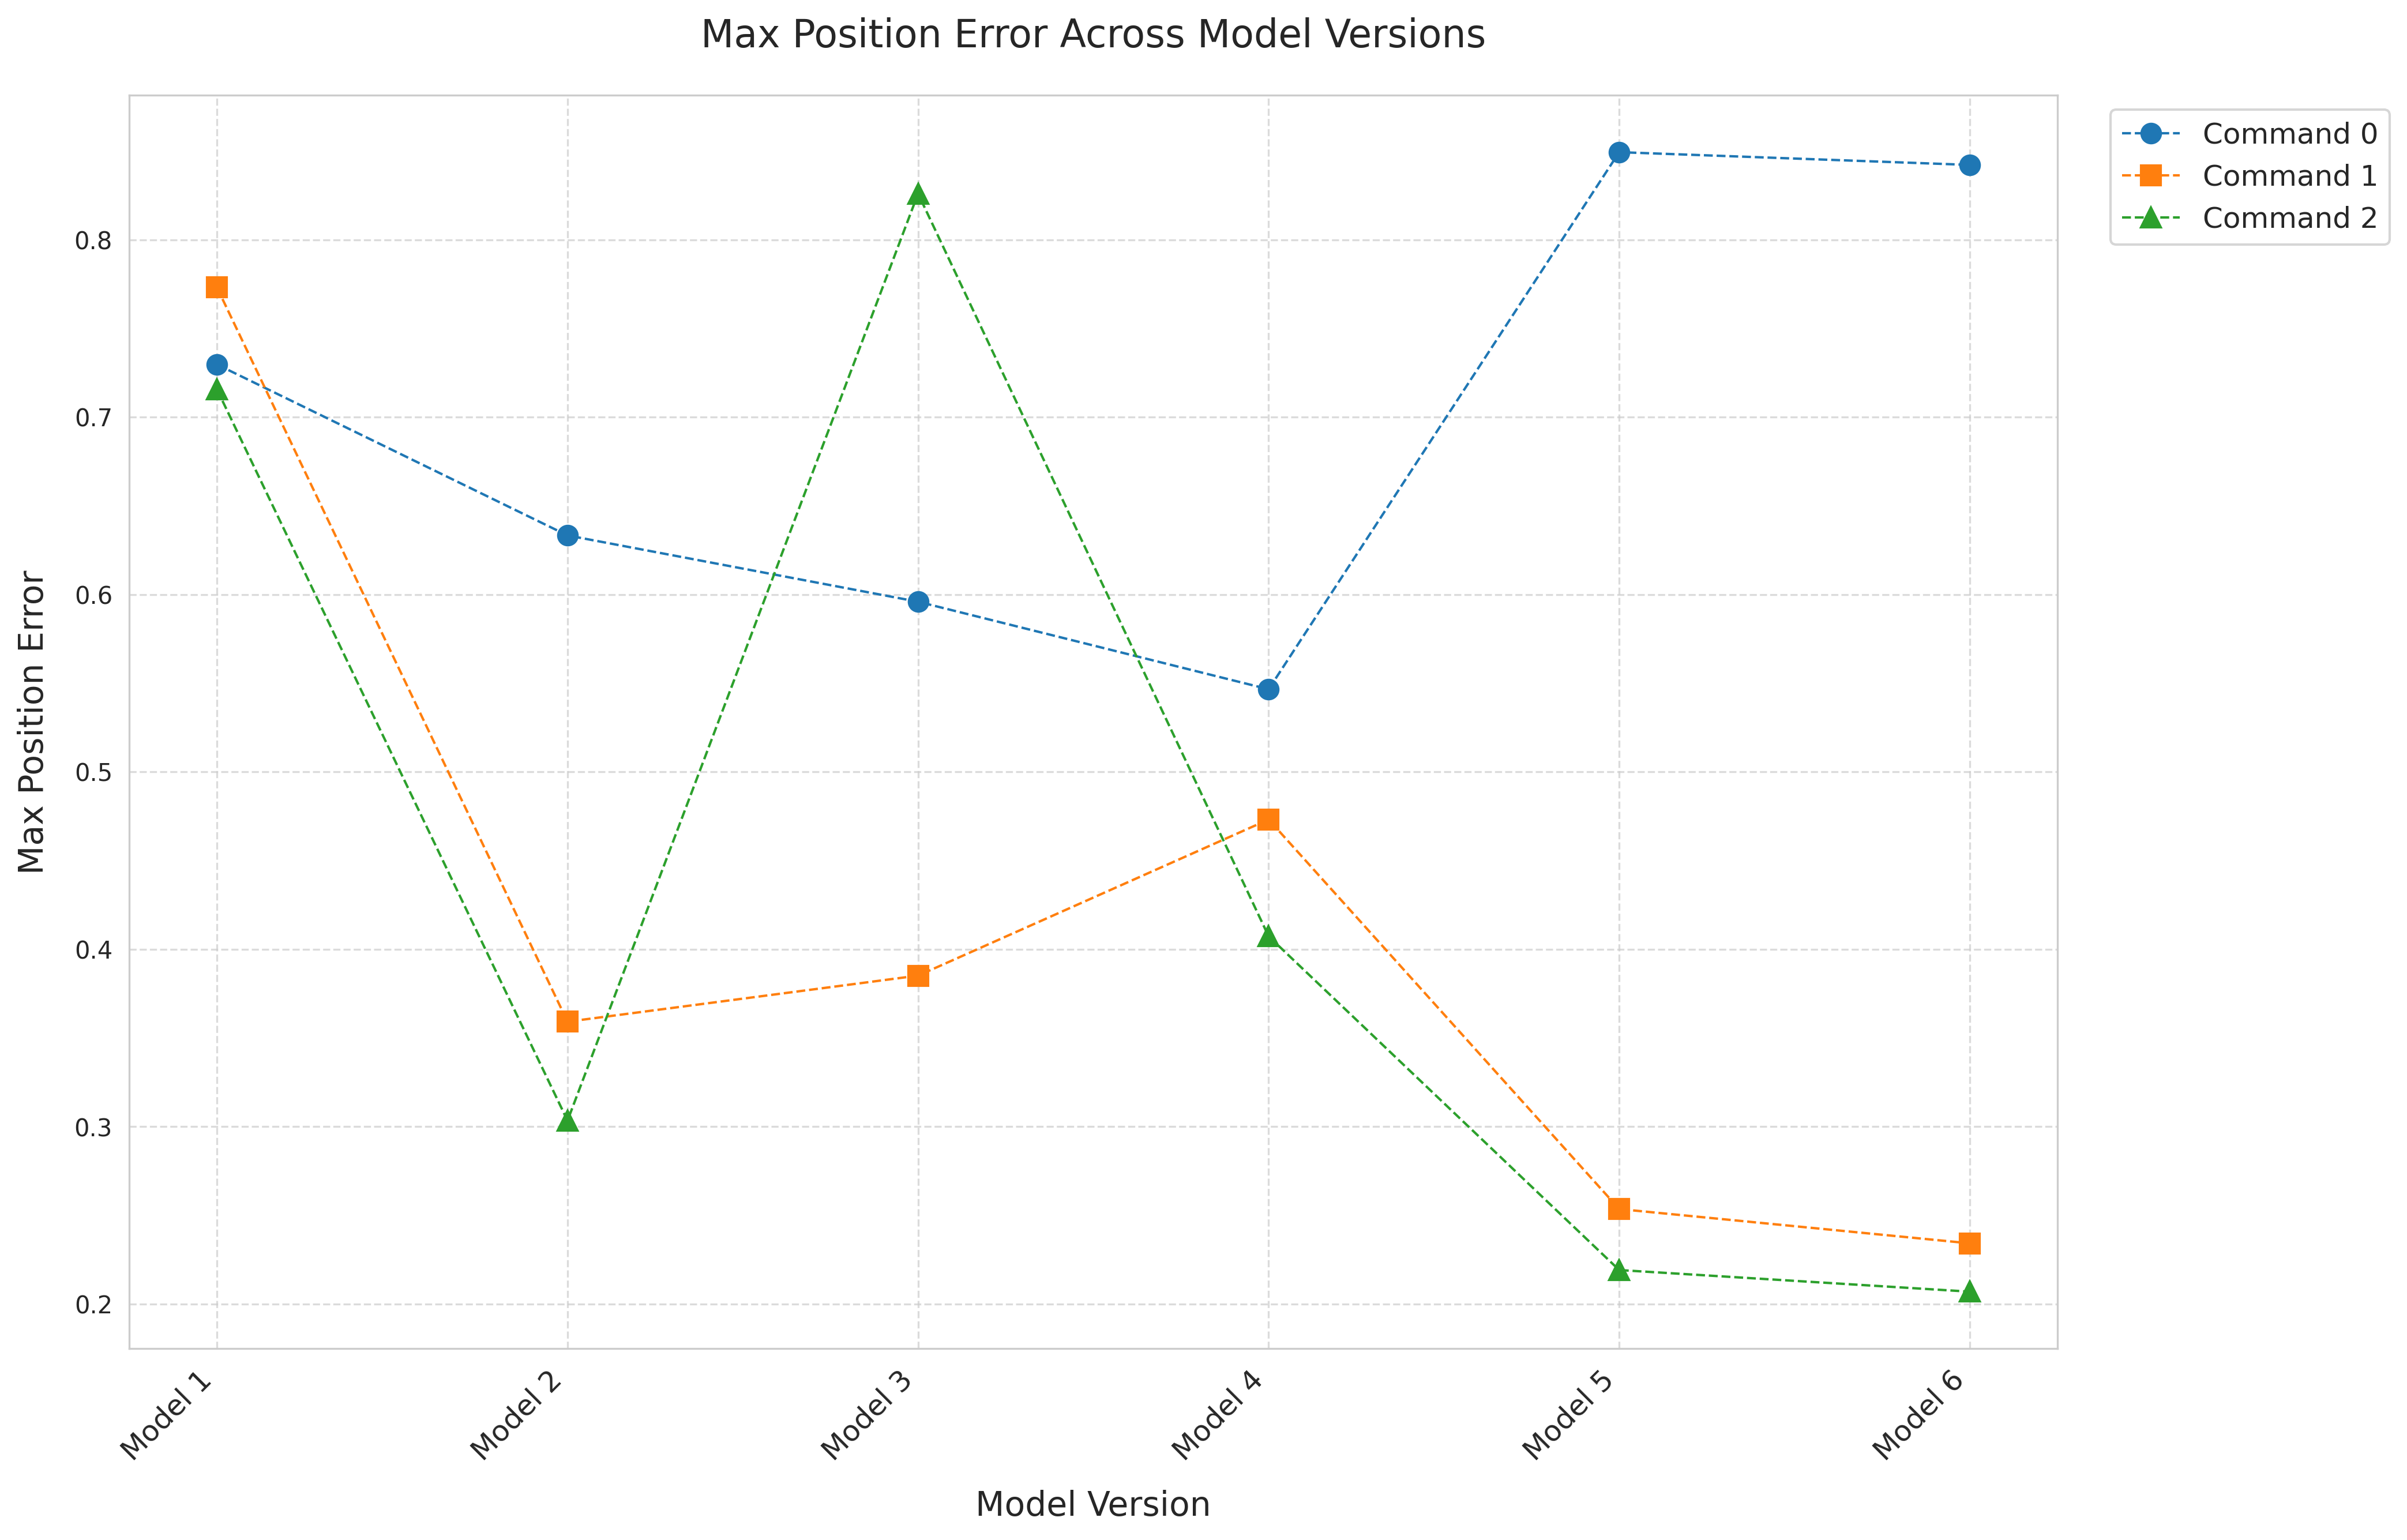 Max Position Error Across Model Versions
Command 0
Command 1
Command 2
Max Position Error
0.8
0.7
0.6
0.5
0.4
0.3
0.2
Model 1
Model 2
Model 3
Model 4
Model 5
Model 6
Model Version